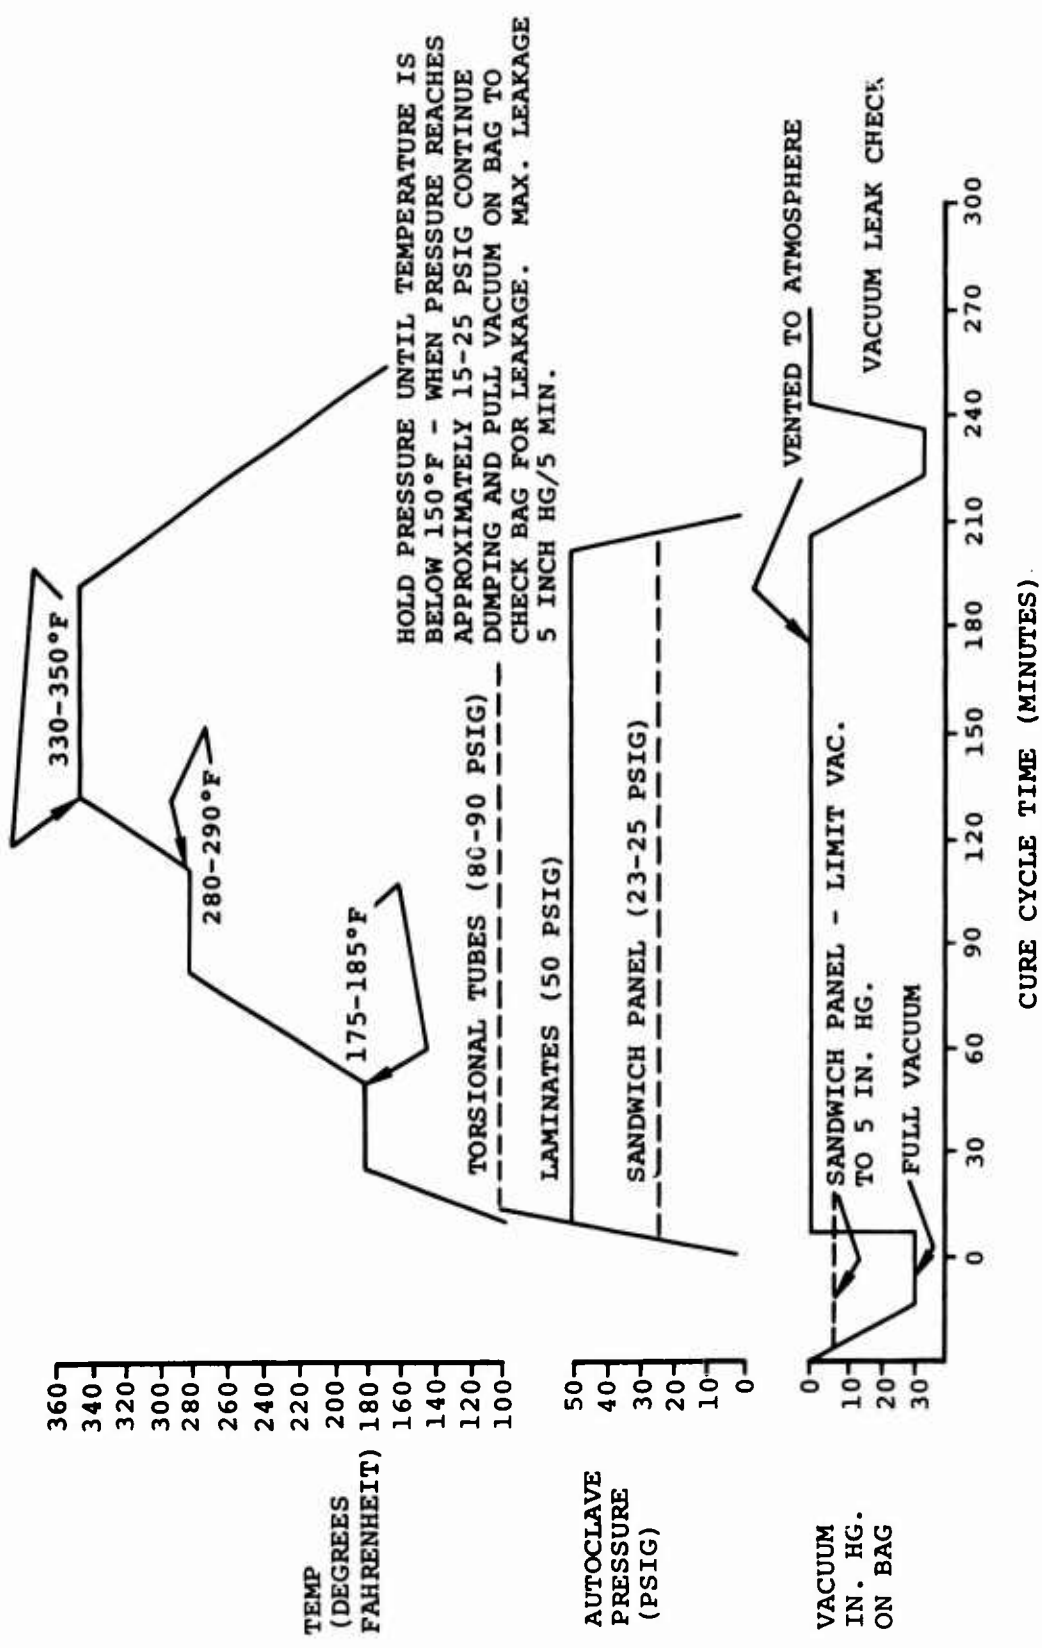 TEMP
(DEGREES
FAHRENHEIT)
360
340
320
300
280
260
240
220
200
180
160
140
120
100
330-350°F
280-290°F
175-185°F
HOLD PRESSURE UNTIL TEMPERATURE IS
BELOW 150°F - WHEN PRESSURE REACHES
APPROXIMATELY 15-25 PSIG CONTINUE
DUMPING AND PULL VACUUM ON BAG TO
CHECK BAG FOR LEAKAGE. MAX. LEAKAGE
5 INCH HG/5 MIN.
AUTOCLAVE
PRESSURE
(PSIG)
50
40
30
20
10
0
TORSIONAL TUBES (80-90 PSIG)
LAMINATES (50 PSIG)
SANDWICH PANEL (23-25 PSIG)
VACUUM
IN. HG.
ON BAG
0
10
20
30
SANDWICH PANEL - LIMIT VAC.
TO 5 IN. HG.
FULL VACUUM
VENTED TO ATMOSPHERE
VACUUM LEAK CHECK
0
30
60
90
120
150
180
210
240
270
300
CURE CYCLE TIME (MINUTES)